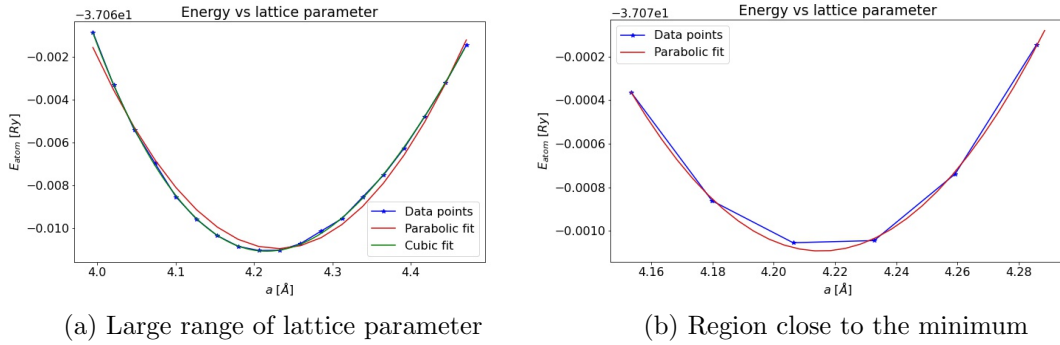 Energy vs lattice parameter
−3.706e1
−0.002
−0.004
−0.006
−0.008
−0.010
E_atom [Ry]
Data points
Parabolic fit
Cubic fit
4.0 4.1 4.2 4.3 4.4
a [Å]
(a) Large range of lattice parameter
Energy vs lattice parameter
−3.707e1
−0.0002
−0.0004
−0.0006
−0.0008
−0.0010
E_atom [Ry]
Data points
Parabolic fit
4.16 4.18 4.20 4.22 4.24 4.26 4.28
a [Å]
(b) Region close to the minimum